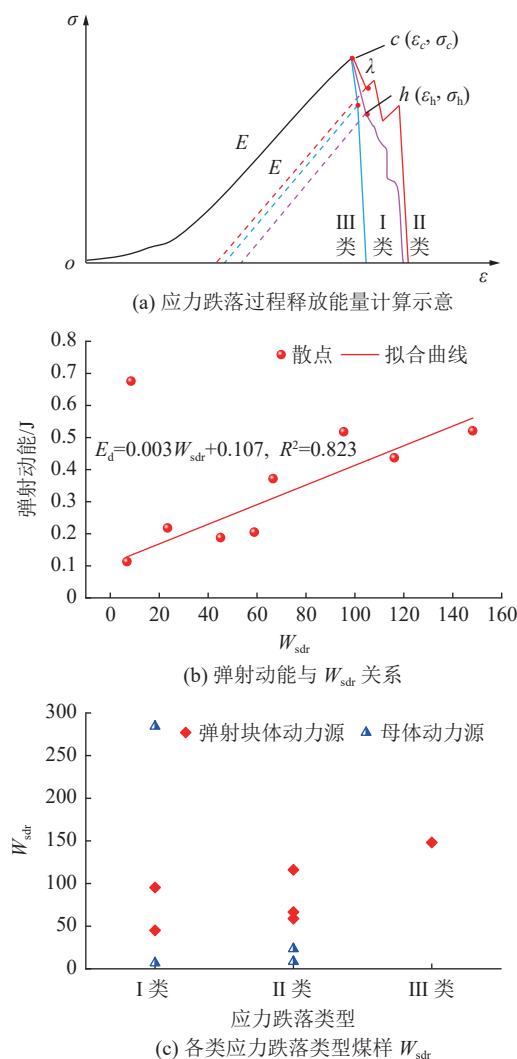 σ
c (εc, σc)
λ
h (εh, σh)
E
E
III I II
类 类 类
o
ε
(a) 应力跌落过程释放能量计算示意
0.8
散点 拟合曲线
0.7
0.6
0.5
Ed=0.003Wsdr+0.107, R²=0.823
0.4
0.3
0.2
0.1
0
弹射动能/J
0 20 40 60 80 100 120 140 160
Wsdr
(b) 弹射动能与 Wsdr 关系
300
弹射块体动力源 母体动力源
250
200
150
100
50
0
Wsdr
I 类 II 类 III 类
应力跌落类型
(c) 各类应力跌落类型煤样 Wsdr